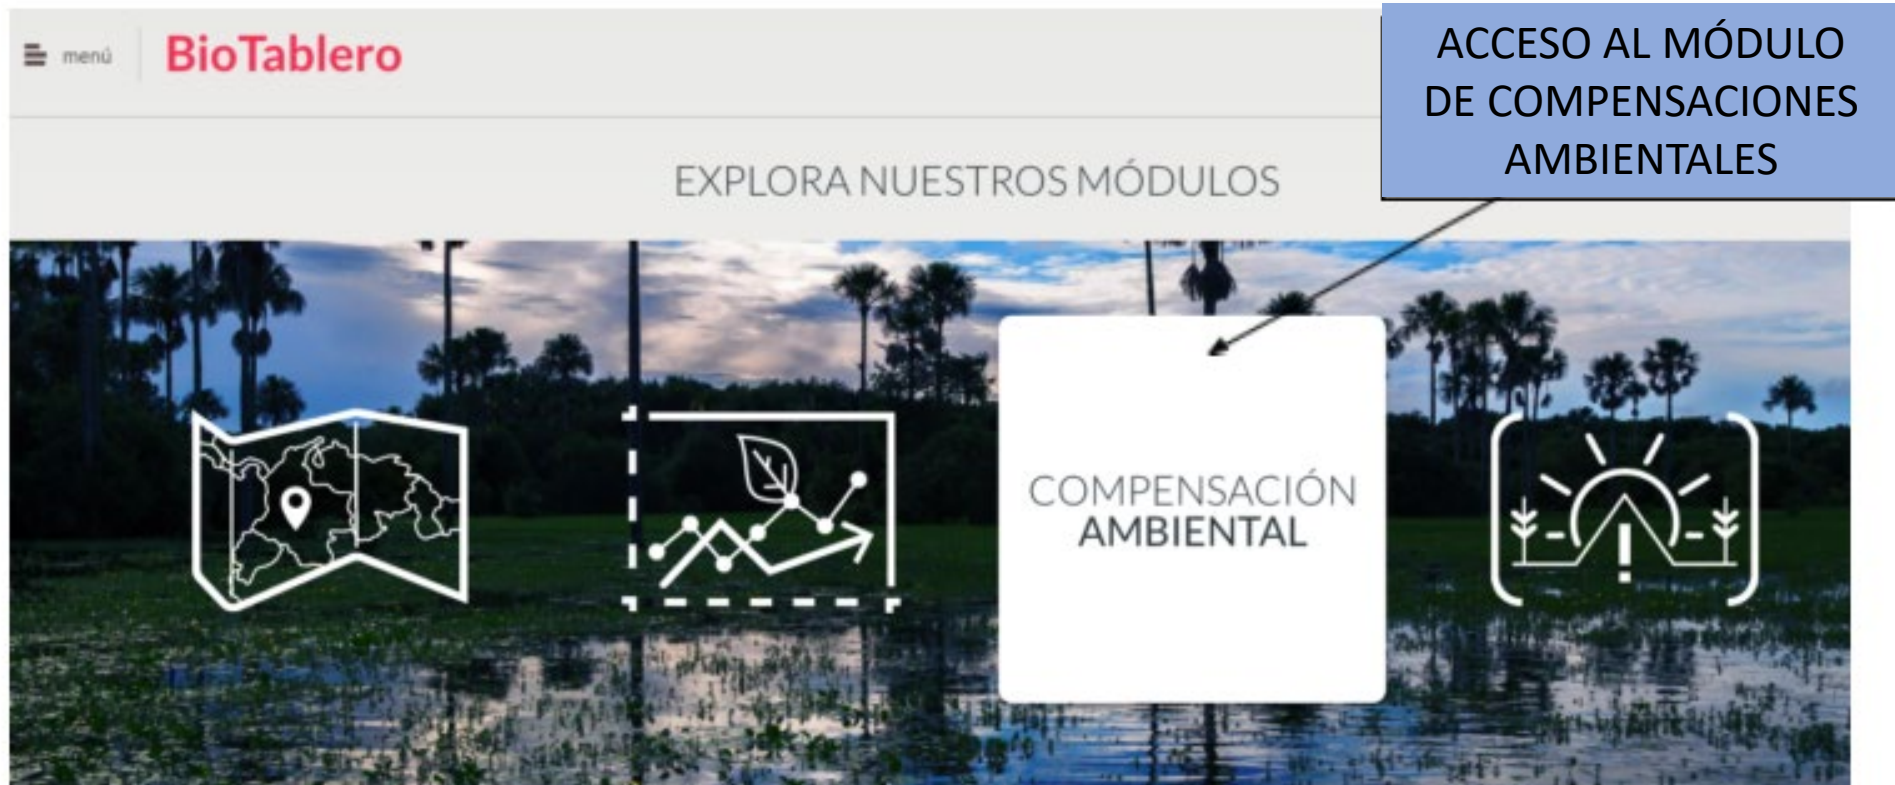 menú
BioTablero
ACCESO AL MÓDULO
DE COMPENSACIONES
AMBIENTALES
EXPLORA NUESTROS MÓDULOS
COMPENSACIÓN
AMBIENTAL